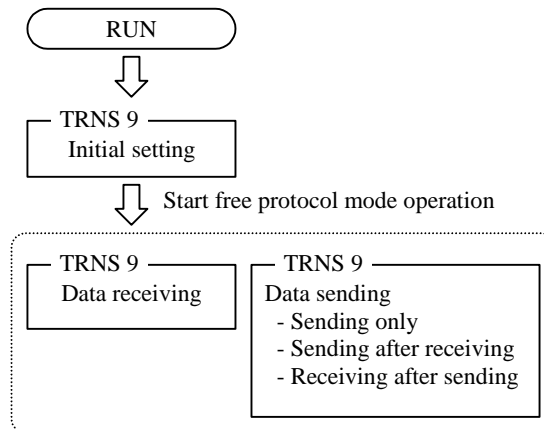 RUN
TRNS 9
Initial setting
Start free protocol mode operation
TRNS 9
Data receiving
TRNS 9
Data sending
- Sending only
- Sending after receiving
- Receiving after sending